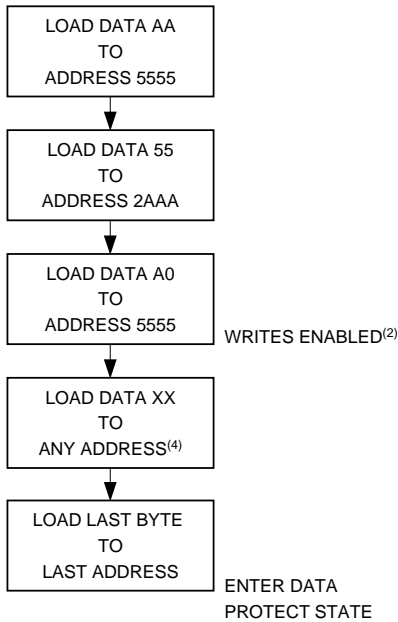 LOAD DATA AA
TO
ADDRESS 5555
LOAD DATA 55
TO
ADDRESS 2AAA
LOAD DATA A0
TO
ADDRESS 5555
WRITES ENABLED(2)
LOAD DATA XX
TO
ANY ADDRESS(4)
LOAD LAST BYTE
TO
LAST ADDRESS
ENTER DATA
PROTECT STATE